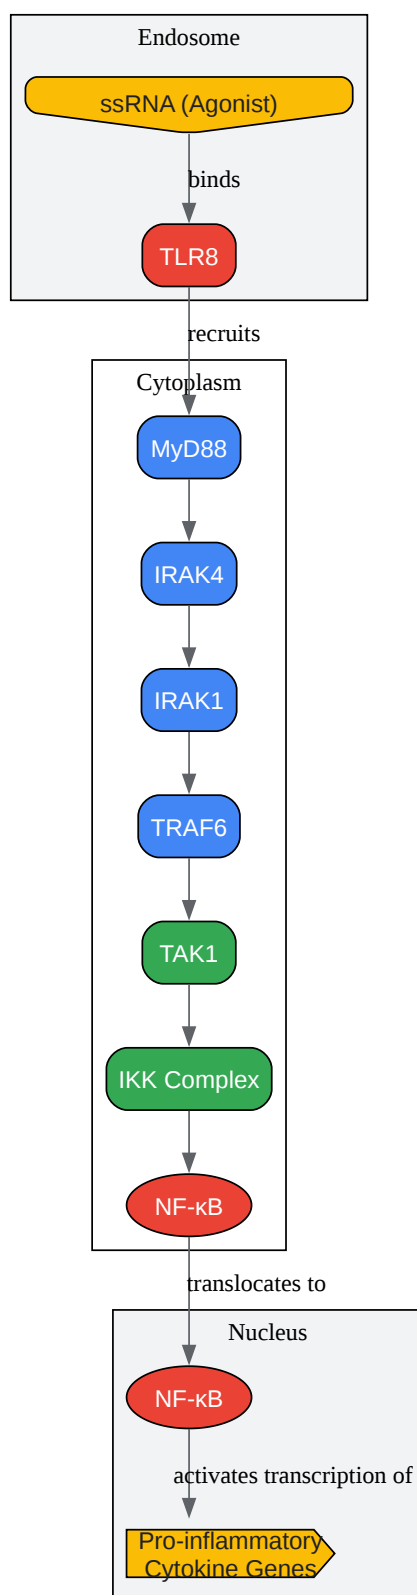 Endosome
ssRNA (Agonist)
binds
TLR8
recruits
Cytoplasm
MyD88
IRAK4
IRAK1
TRAF6
TAK1
IKK Complex
NF-κB
translocates to
Nucleus
NF-κB
activates transcription of
Pro-inflammatory
Cytokine Genes